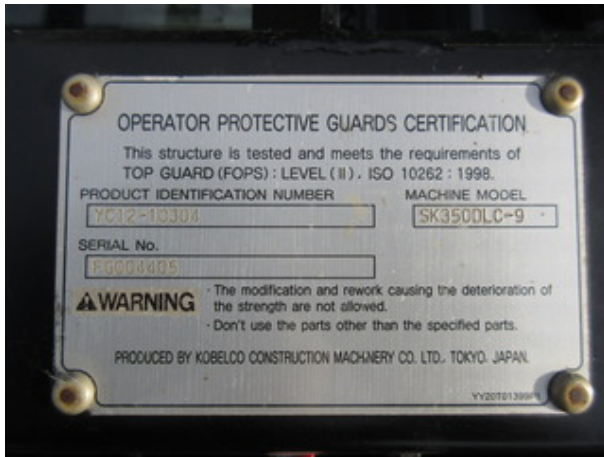 OPERATOR PROTECTIVE GUARDS CERTIFICATION
This structure is tested and meets the requirements of
TOP GUARD (FOPS) : LEVEL (II), ISO 10262 : 1998.
PRODUCT IDENTIFICATION NUMBER MACHINE MODEL
YC12-10304 SK350DLC-9
SERIAL No.
FG004405
WARNING · The modification and rework causing the deterioration of
the strength are not allowed.
· Don't use the parts other than the specified parts.
PRODUCED BY KOBELCO CONSTRUCTION MACHINERY CO. LTD., TOKYO, JAPAN.